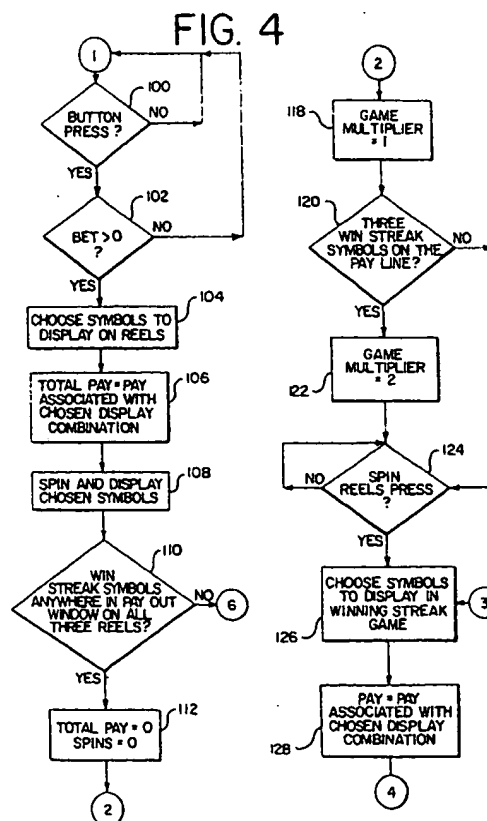 FIG. 4
1
100
BUTTON
PRESS ?
NO
YES
102
BET > 0
?
NO
YES
104
CHOOSE SYMBOLS TO
DISPLAY ON REELS
106
TOTAL PAY = PAY
ASSOCIATED WITH
CHOSEN DISPLAY
COMBINATION
108
SPIN AND DISPLAY
CHOSEN SYMBOLS
110
WIN
STREAK SYMBOLS
ANYWHERE IN PAY OUT
WINDOW ON ALL
THREE REELS?
NO
6
YES
112
TOTAL PAY = 0
SPINS = 0
2
2
118
GAME
MULTIPLIER
= 1
120
THREE
WIN STREAK
SYMBOLS ON THE
PAY LINE?
NO
YES
GAME
MULTIPLIER
= 2
122
124
SPIN
REELS PRESS
?
NO
YES
CHOOSE SYMBOLS
TO DISPLAY IN
WINNING STREAK
GAME
126
3
PAY = PAY
ASSOCIATED WITH
CHOSEN DISPLAY
COMBINATION
128
4